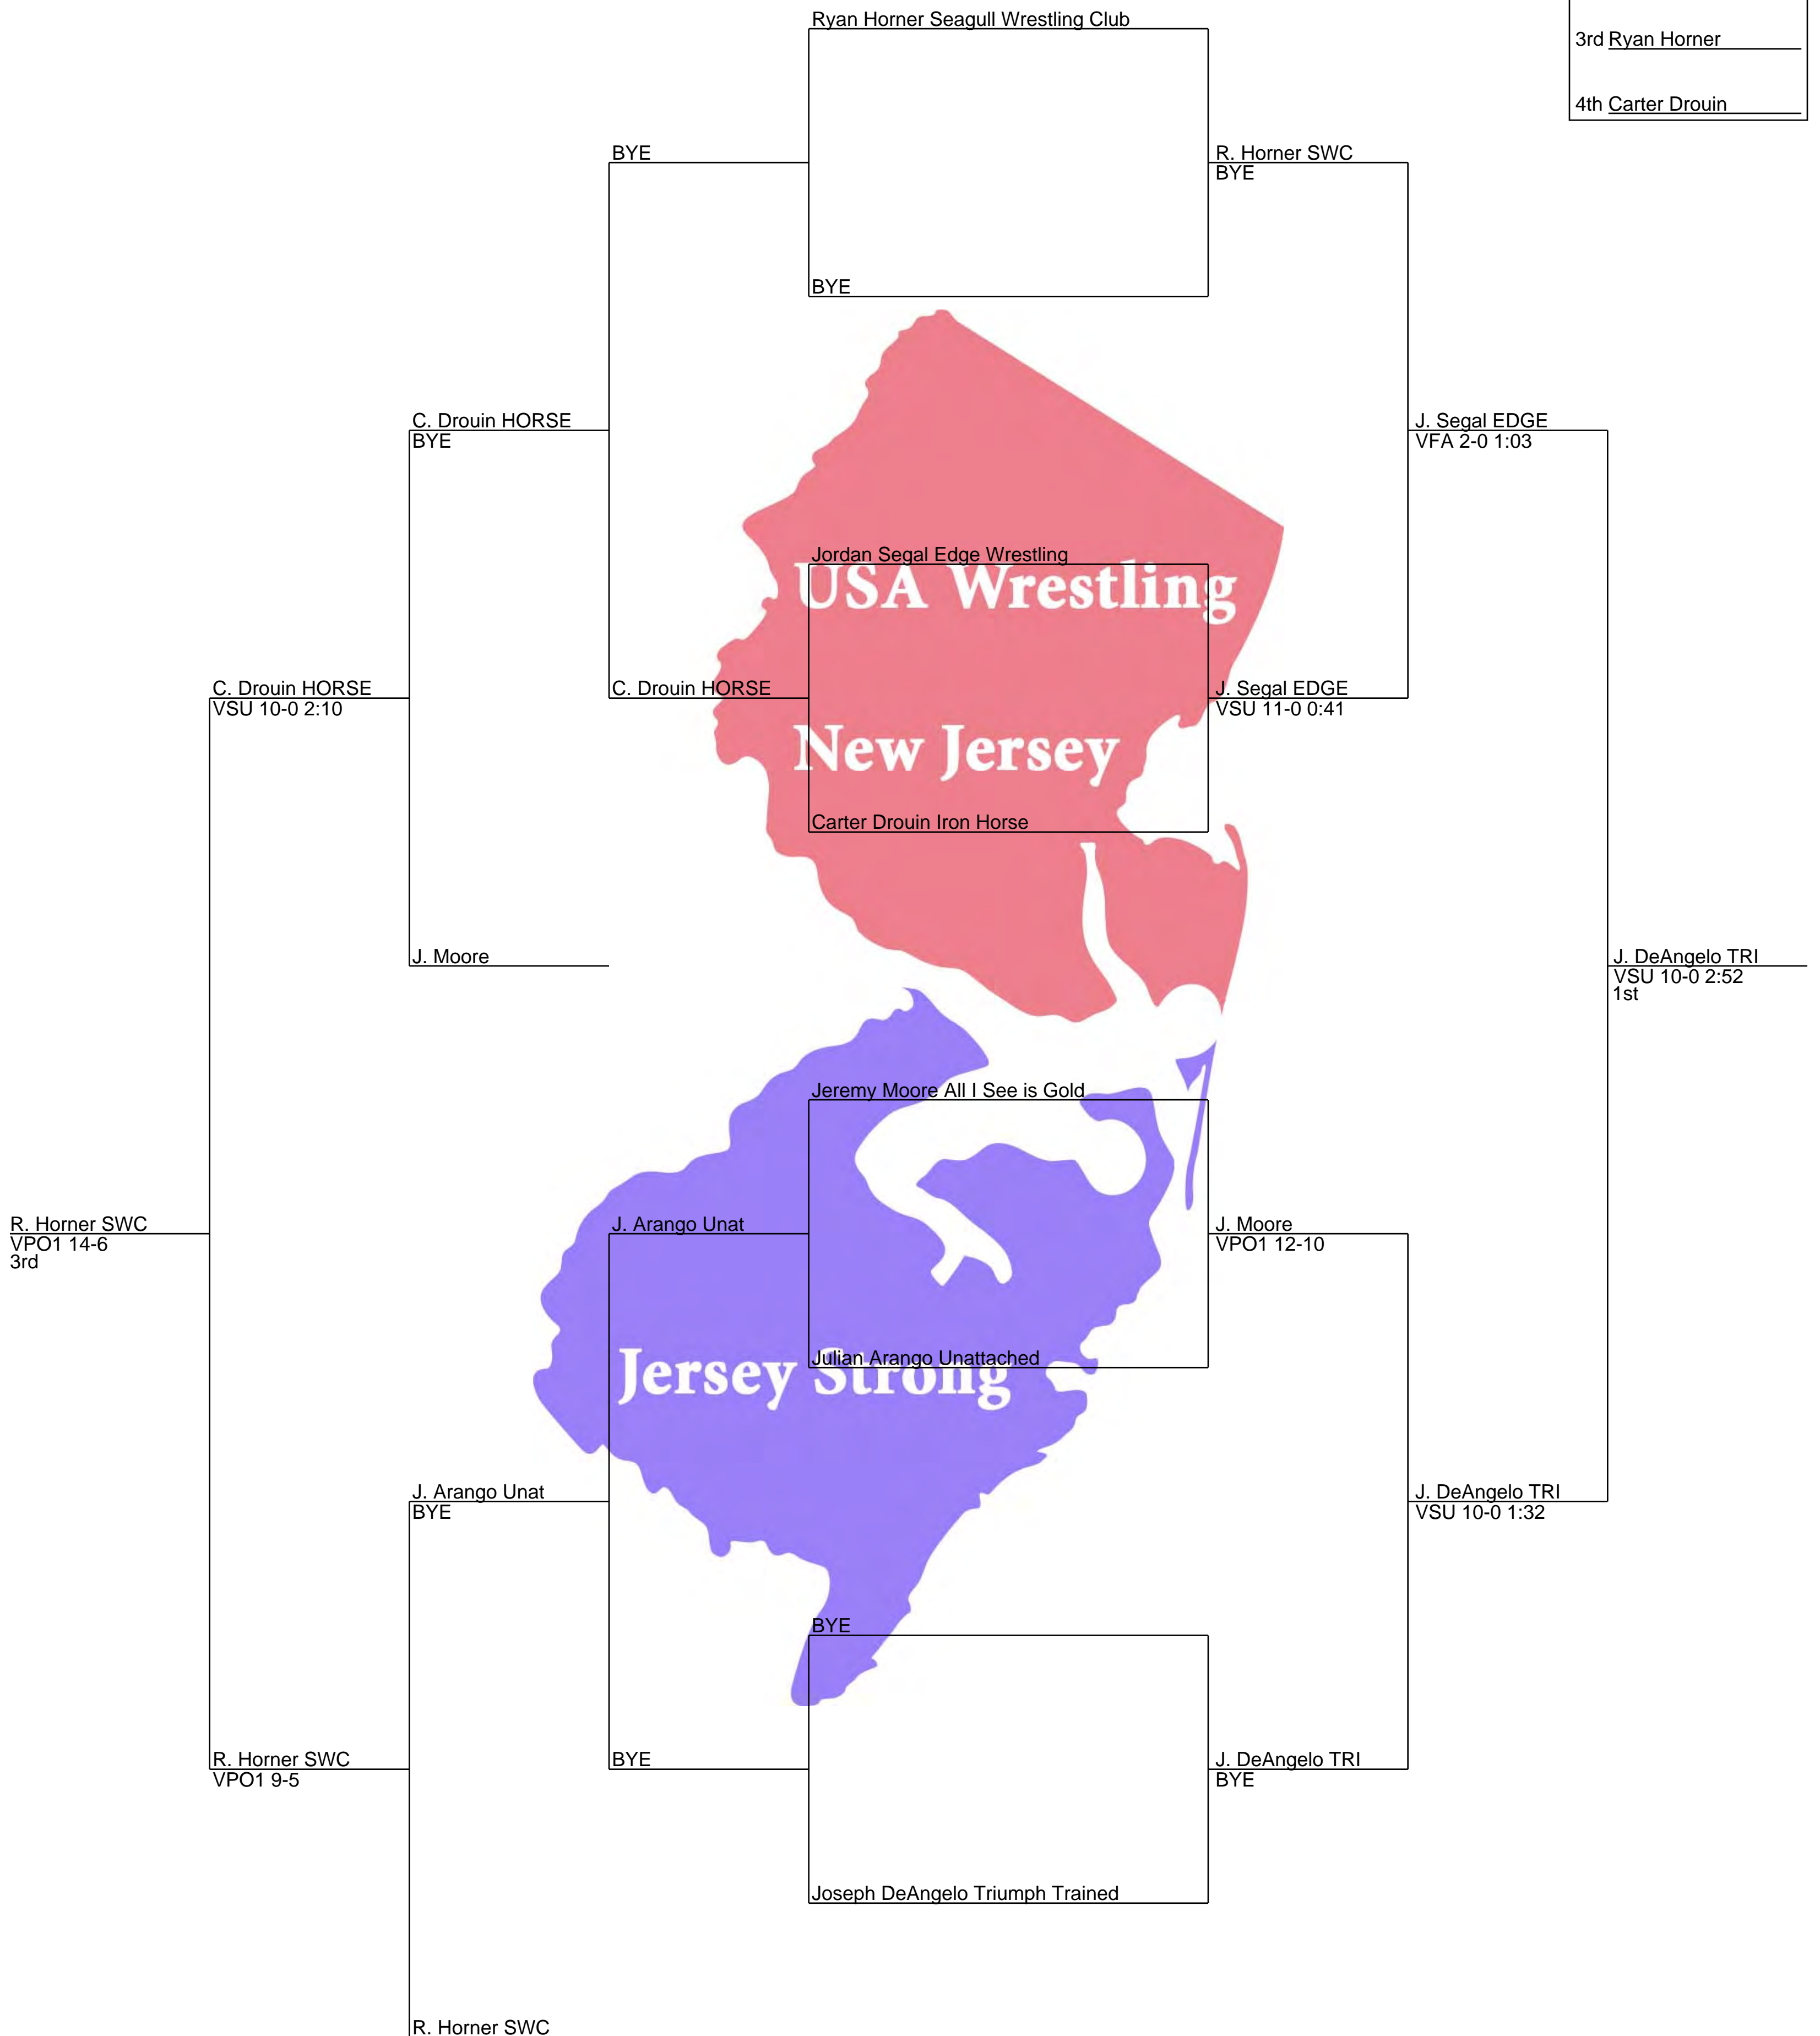 Ryan Horner Seagull Wrestling Club
3rd Ryan Horner
4th Carter Drouin
BYE
R. Horner SWC
BYE
BYE
C. Drouin HORSE
BYE
J. Segal EDGE
VFA 2-0 1:03
Jordan Segal Edge Wrestling
USA Wrestling
C. Drouin HORSE
VSU 10-0 2:10
C. Drouin HORSE
J. Segal EDGE
VSU 11-0 0:41
New Jersey
Carter Drouin Iron Horse
J. Moore
J. DeAngelo TRI
VSU 10-0 2:52
1st
Jeremy Moore All I See is Gold
R. Horner SWC
VPO1 14-6
3rd
J. Arango Unat
J. Moore
VPO1 12-10
Julian Arango Unattached
Jersey Strong
J. Arango Unat
BYE
J. DeAngelo TRI
VSU 10-0 1:32
BYE
R. Horner SWC
VPO1 9-5
BYE
J. DeAngelo TRI
BYE
Joseph DeAngelo Triumph Trained
R. Horner SWC